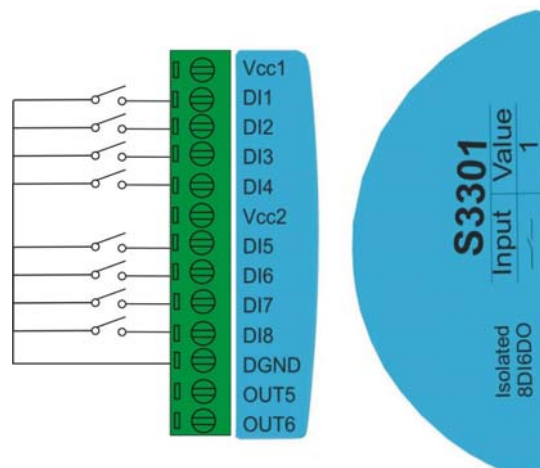 Vcc1
DI1
DI2
DI3
DI4
Vcc2
DI5
DI6
DI7
DI8
DGND
OUT5
OUT6
S3301
Input Value
1
Isolated
8DI6DO